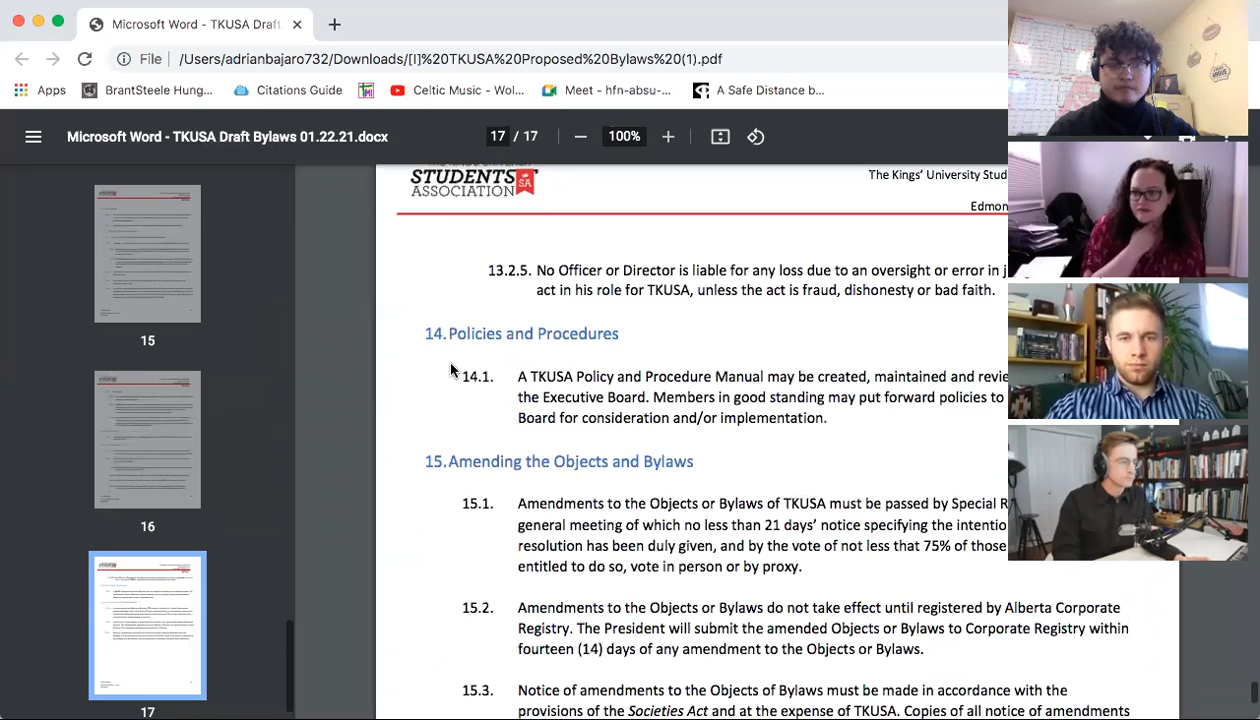 Microsoft Word - TKUSA Draft
File /Users/adrianbajaro732/Downloads/[I]%20TKUSA%20Proposed%20Bylaws%20(1).pdf
Apps BrantSteele Hung... Citations Guide Celtic Music - Wol... Meet - hfn-absu-... A Safe Distance b...
Microsoft Word - TKUSA Draft Bylaws 01.22.21.docx 17 / 17 100%
15
16
17
STUDENTS'
ASSOCIATION SA
The Kings' University Stud
Edmon
13.2.5. No Officer or Director is liable for any loss due to an oversight or error in j
act in his role for TKUSA, unless the act is fraud, dishonesty or bad faith.
14. Policies and Procedures
14.1. A TKUSA Policy and Procedure Manual may be created, maintained and revie
the Executive Board. Members in good standing may put forward policies to
Board for consideration and/or implementation.
15. Amending the Objects and Bylaws
15.1. Amendments to the Objects or Bylaws of TKUSA must be passed by Special R
general meeting of which no less than 21 days' notice specifying the intentio
resolution has been duly given, and by the vote of not less that 75% of those
entitled to do so, vote in person or by proxy.
15.2. Amendments to the Objects or Bylaws do not take effect until registered by Alberta Corporate
Registry. The President will submit the amended Objects or Bylaws to Corporate Registry within
fourteen (14) days of any amendment to the Objects or Bylaws.
15.3. Notice of amendments to the Objects of Bylaws must be made in accordance with the
provisions of the Societies Act and at the expense of TKUSA. Copies of all notice of amendments